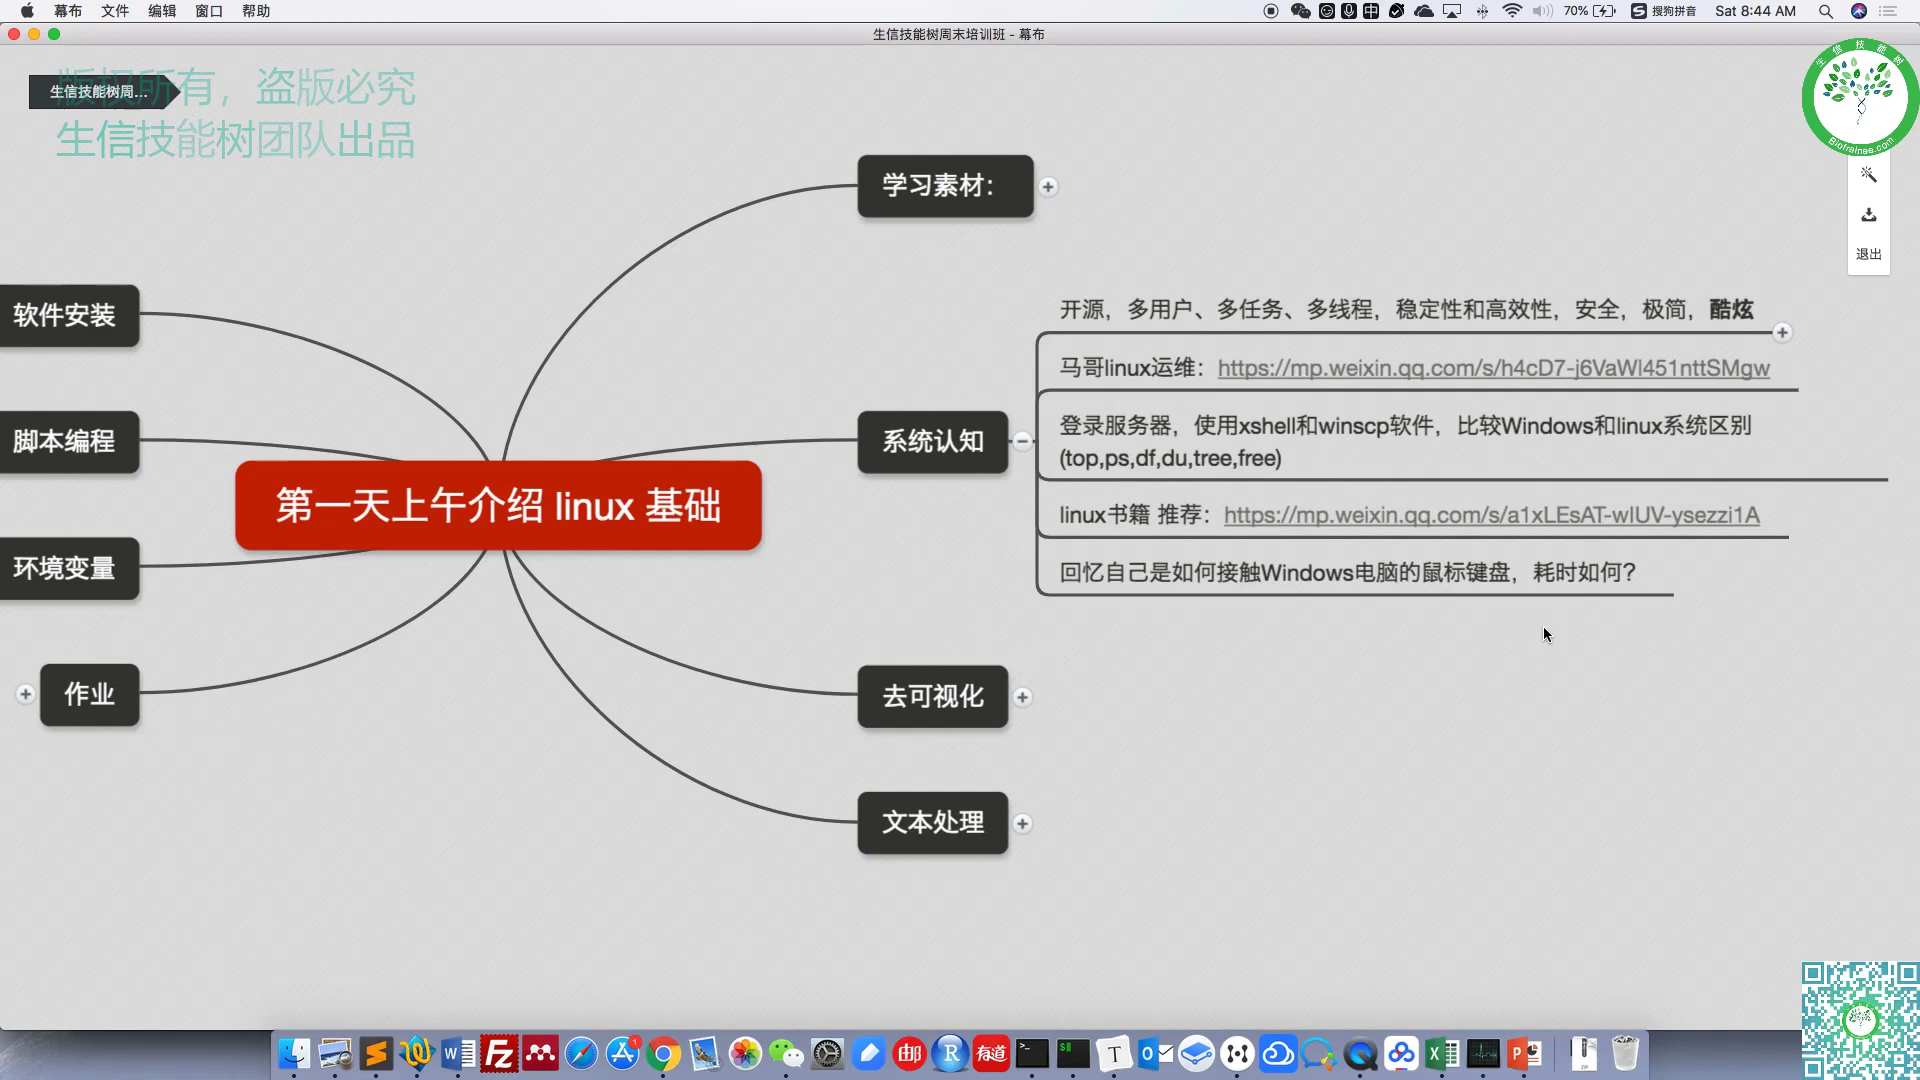 幕布 文件 编辑 窗口 帮助
70% 搜狗拼音 Sat 8:44 AM
生信技能树周末培训班 - 幕布
生信技能树周...
版权所有，盗版必究
生信技能树团队出品
生信技能树
Biotrainee.com
退出
学习素材：
软件安装
脚本编程
环境变量
作业
第一天上午介绍 linux 基础
系统认知
开源，多用户、多任务、多线程，稳定性和高效性，安全，极简，酷炫
马哥linux运维：https://mp.weixin.qq.com/s/h4cD7-j6VaWl451nttSMgw
登录服务器，使用xshell和winscp软件，比较Windows和linux系统区别
(top,ps,df,du,tree,free)
linux书籍 推荐：https://mp.weixin.qq.com/s/a1xLEsAT-wlUV-ysezzi1A
回忆自己是如何接触Windows电脑的鼠标键盘，耗时如何？
去可视化
文本处理